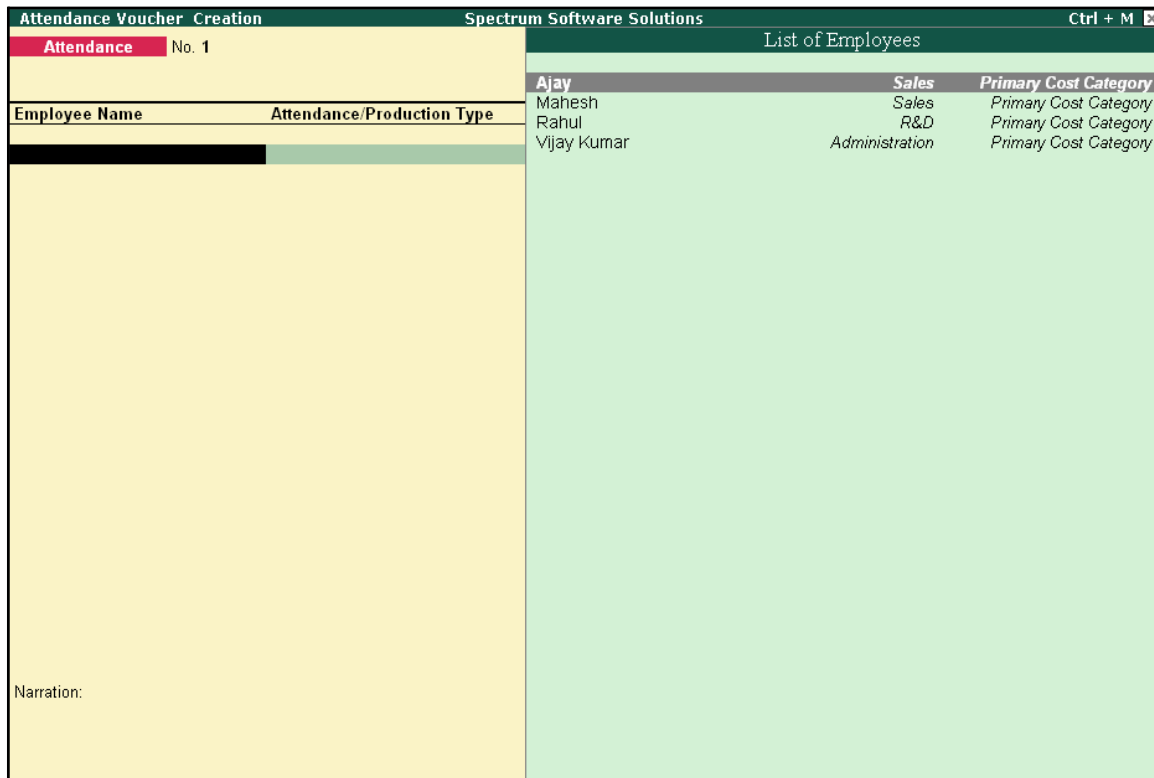 Attendance Voucher Creation Spectrum Software Solutions Ctrl + M
Attendance No. 1
List of Employees
Employee Name Attendance/Production Type
Ajay Sales Primary Cost Category
Mahesh Sales Primary Cost Category
Rahul R&D Primary Cost Category
Vijay Kumar Administration Primary Cost Category
Narration: